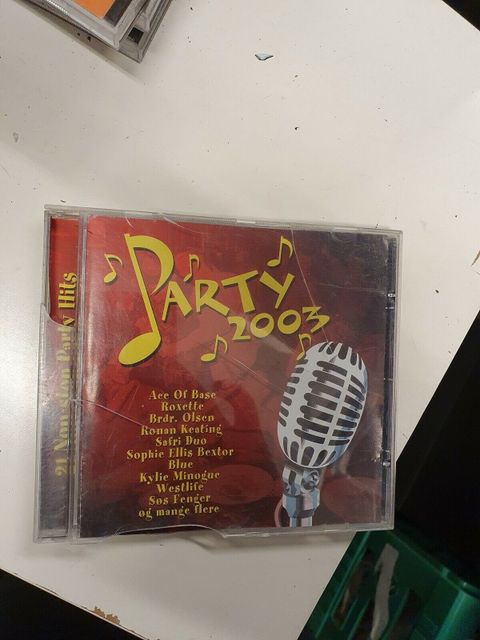 PARTY
2003
Ace Of Base
Roxette
Brdr. Olsen
Ronan Keating
Safri Duo
Sophie Ellis Bextor
Blue
Kylie Minogue
Westlife
Søs Fenger
og mange flere
21 Non-stop Party Hits